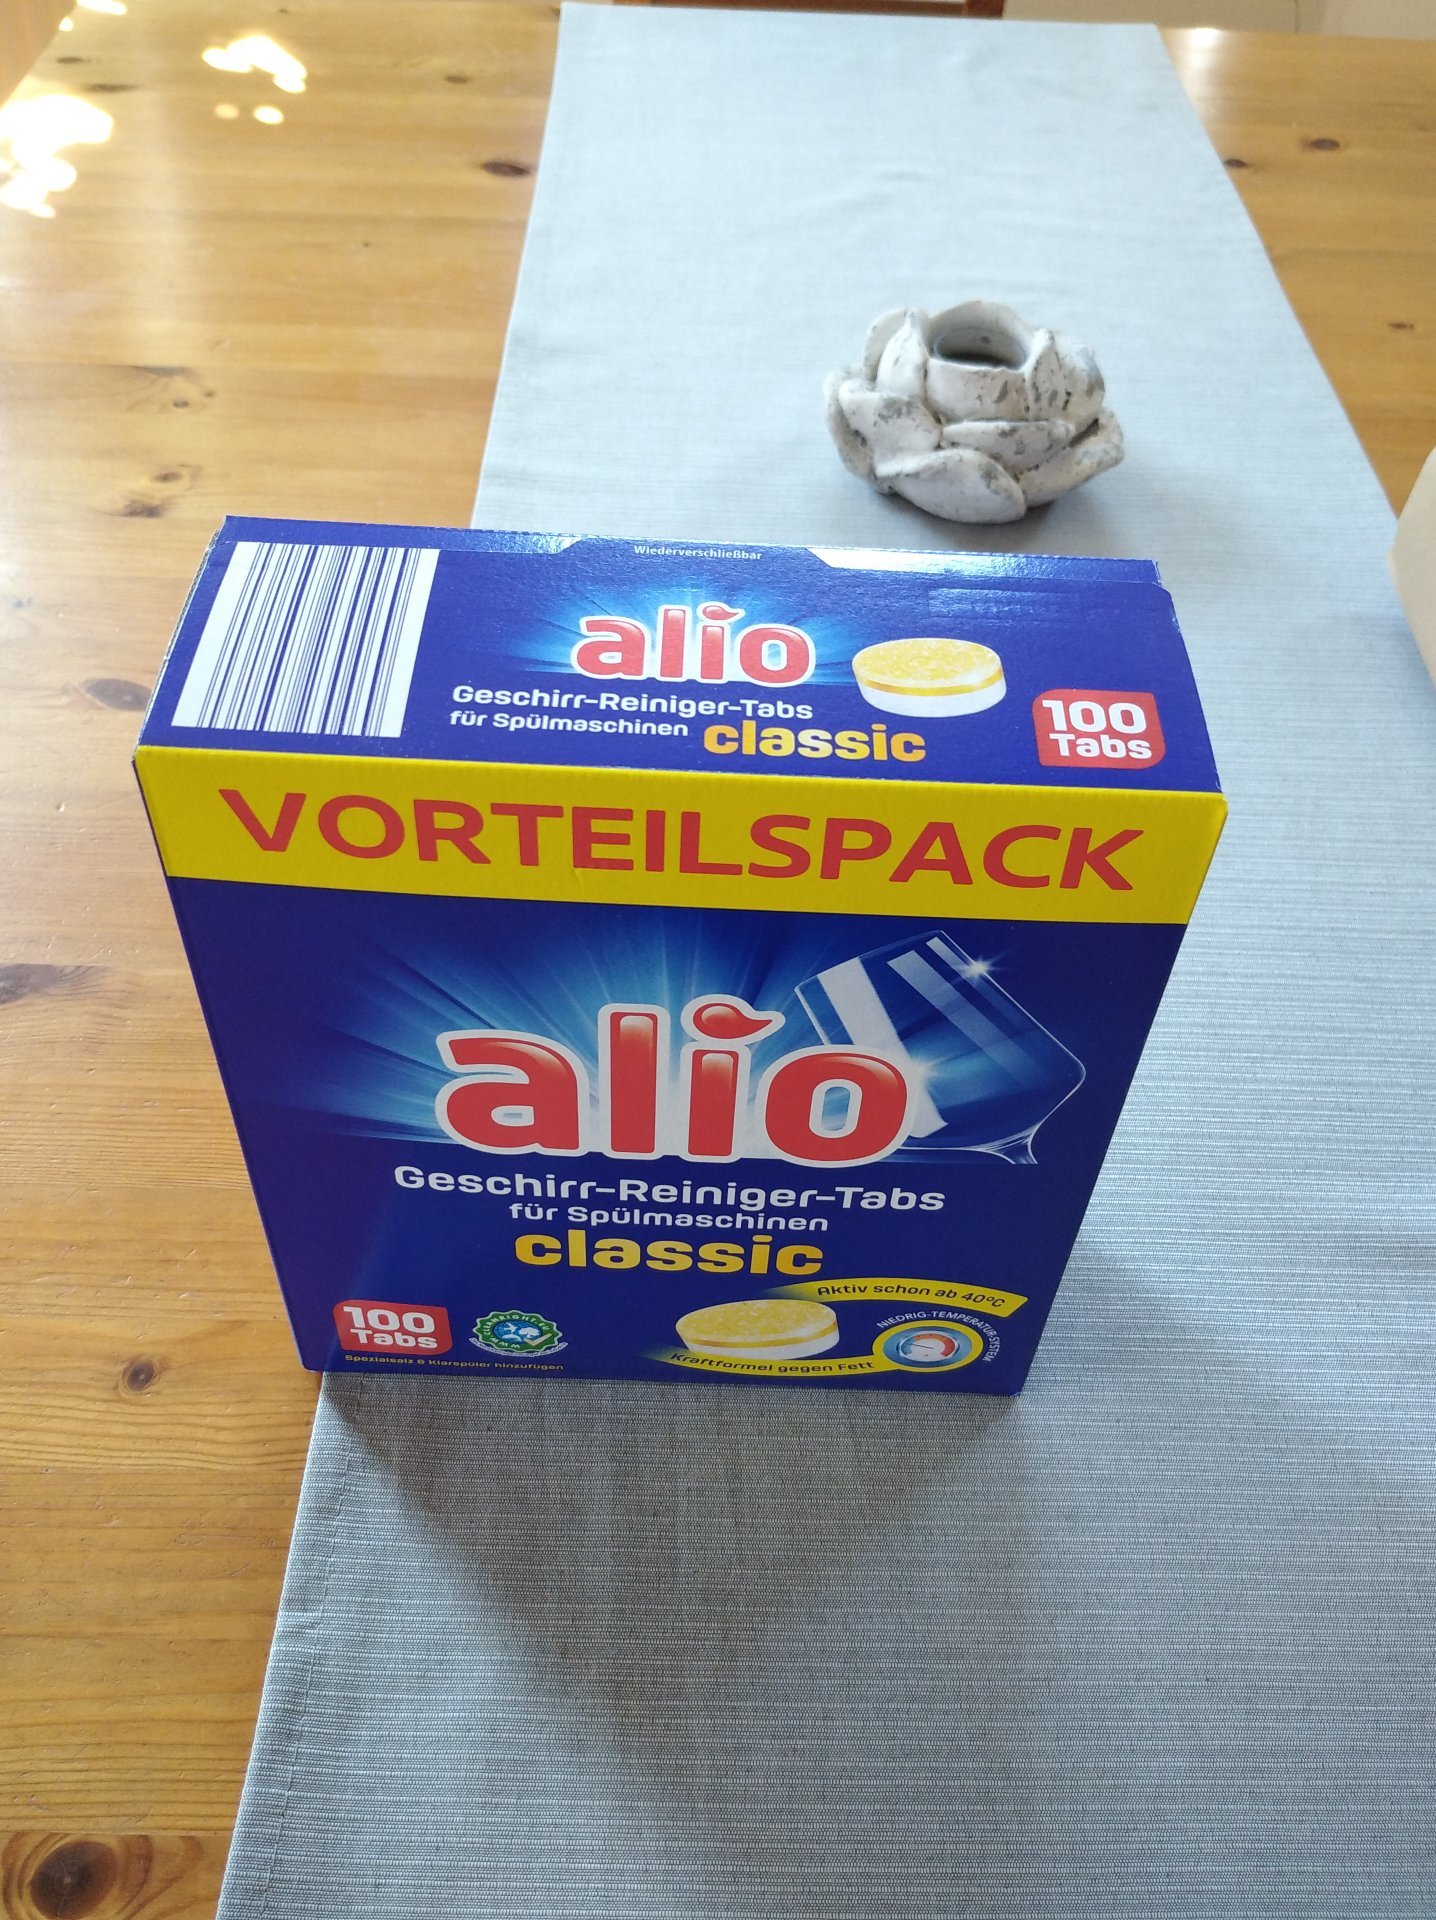 Wiederverschließbar
alio
Geschirr-Reiniger-Tabs
für Spülmaschinen
classic
100
Tabs
VORTEILSPACK
alio
Geschirr-Reiniger-Tabs
für Spülmaschinen
classic
Aktiv schon ab 40°C
NIEDRIG-TEMPERATUR-SYSTEM
Kraftformel gegen Fett
100
Tabs
Spezialsalz & Klarspüler hinzufügen